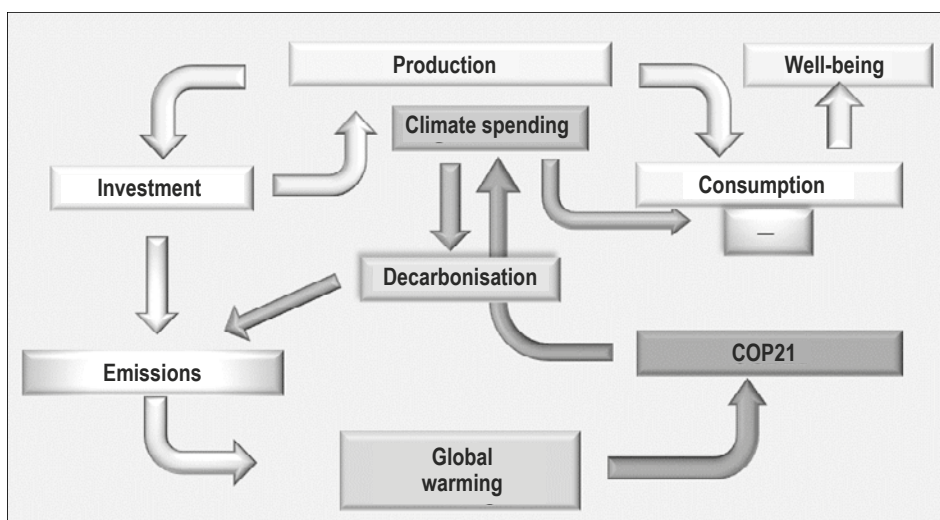 Production
Well-being
Climate spending
Investment
Consumption
—
Decarbonisation
COP21
Emissions
Global
warming